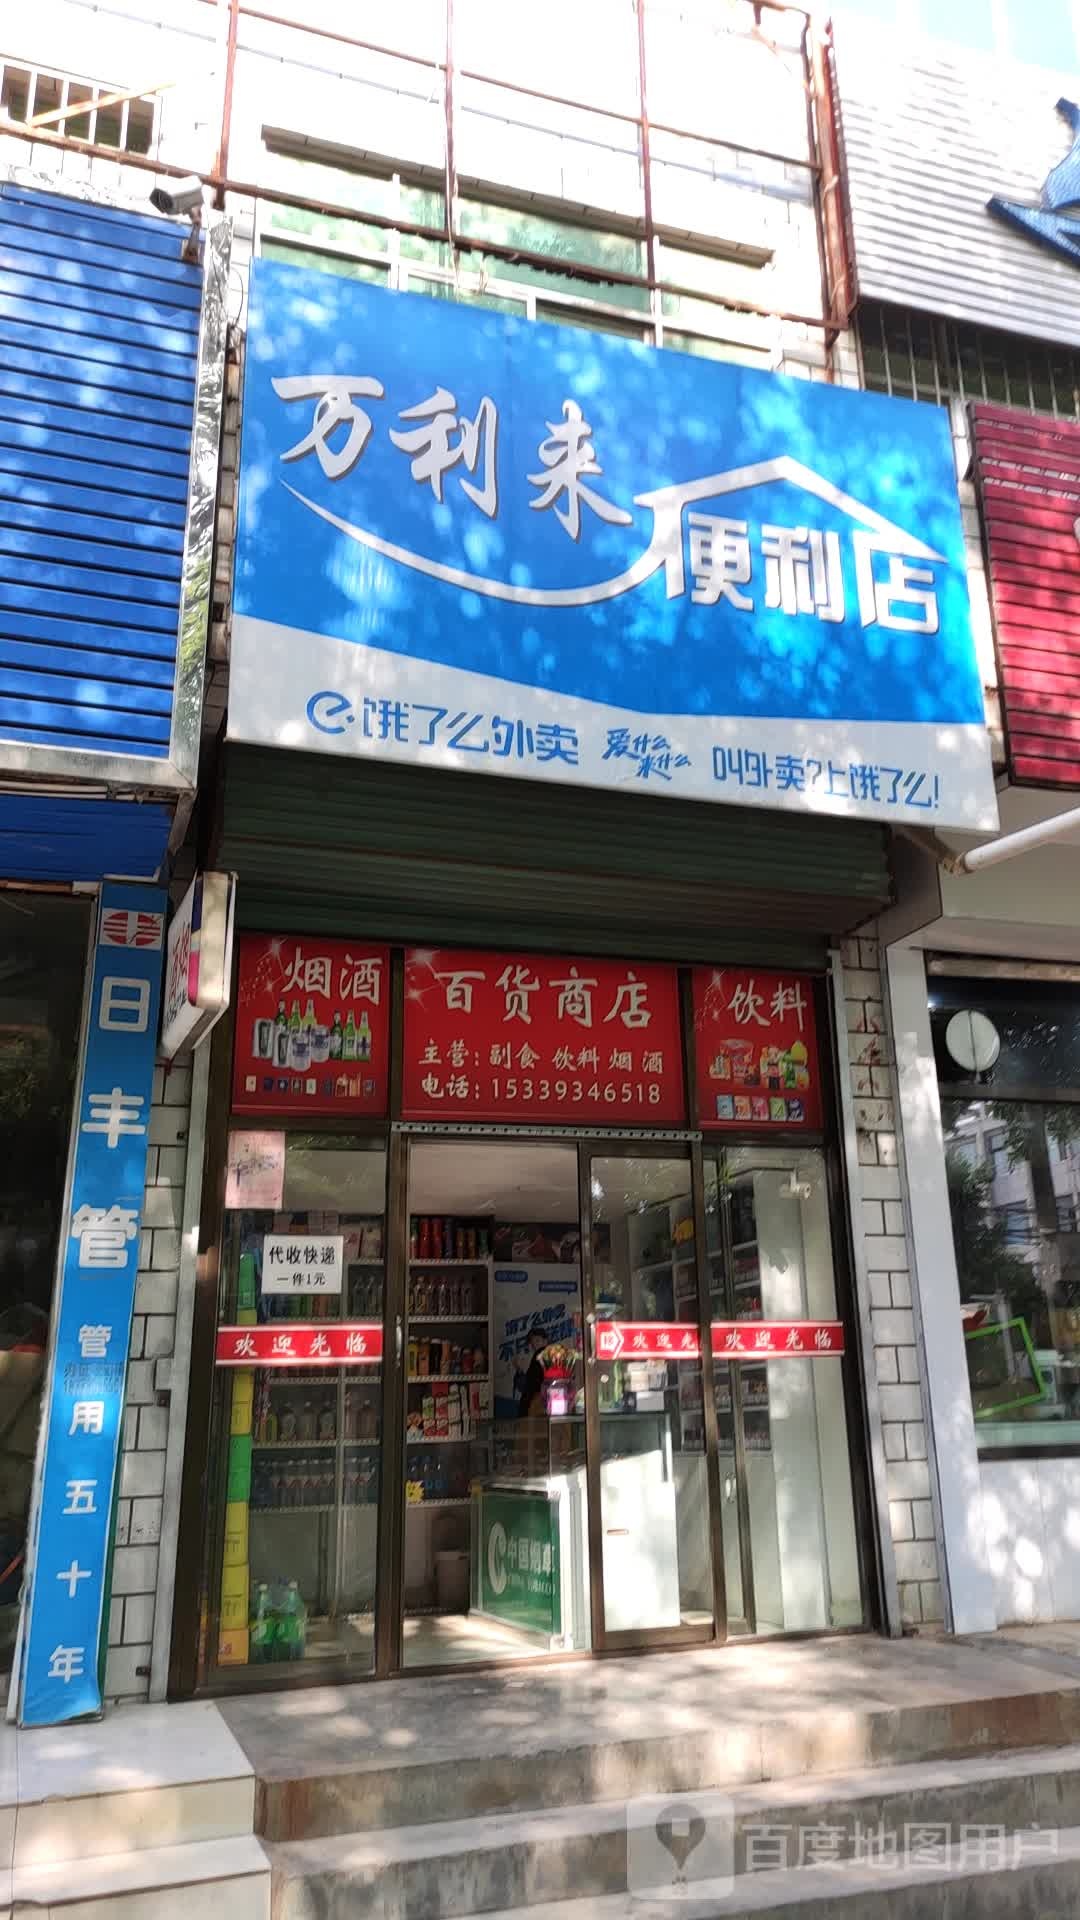 万利来
便利店
饿了么外卖 爱什么来什么 叫外卖?上饿了么!
烟酒
百货商店
饮料
主营:副食 饮料 烟 酒
电话:15339346518
代收快递
一件1元
欢迎光临
欢迎光
欢迎光临
中国烟草
日丰管
管用五十年
百度地图用户